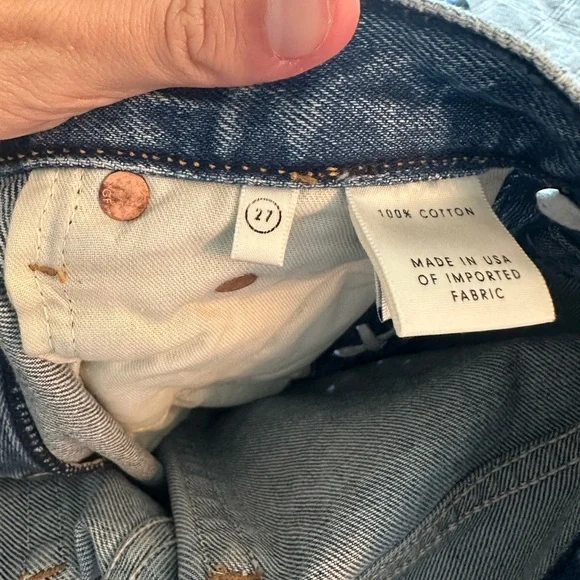 27
100% COTTON
MADE IN USA
OF IMPORTED
FABRIC